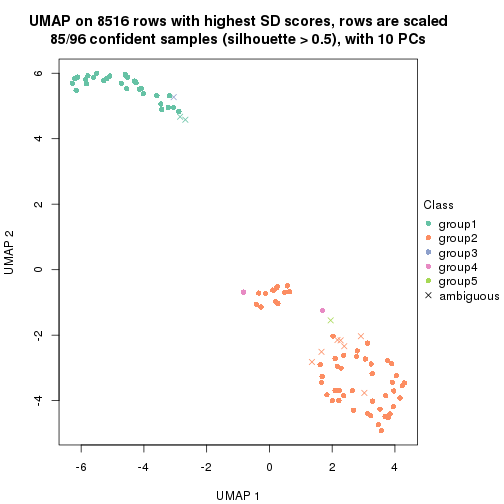 UMAP on 8516 rows with highest SD scores, rows are scaled
85/96 confident samples (silhouette > 0.5), with 10 PCs
6
4
2
0
-2
-4
UMAP 2
-6
-4
-2
0
2
4
UMAP 1
Class
group1
group2
group3
group4
group5
ambiguous